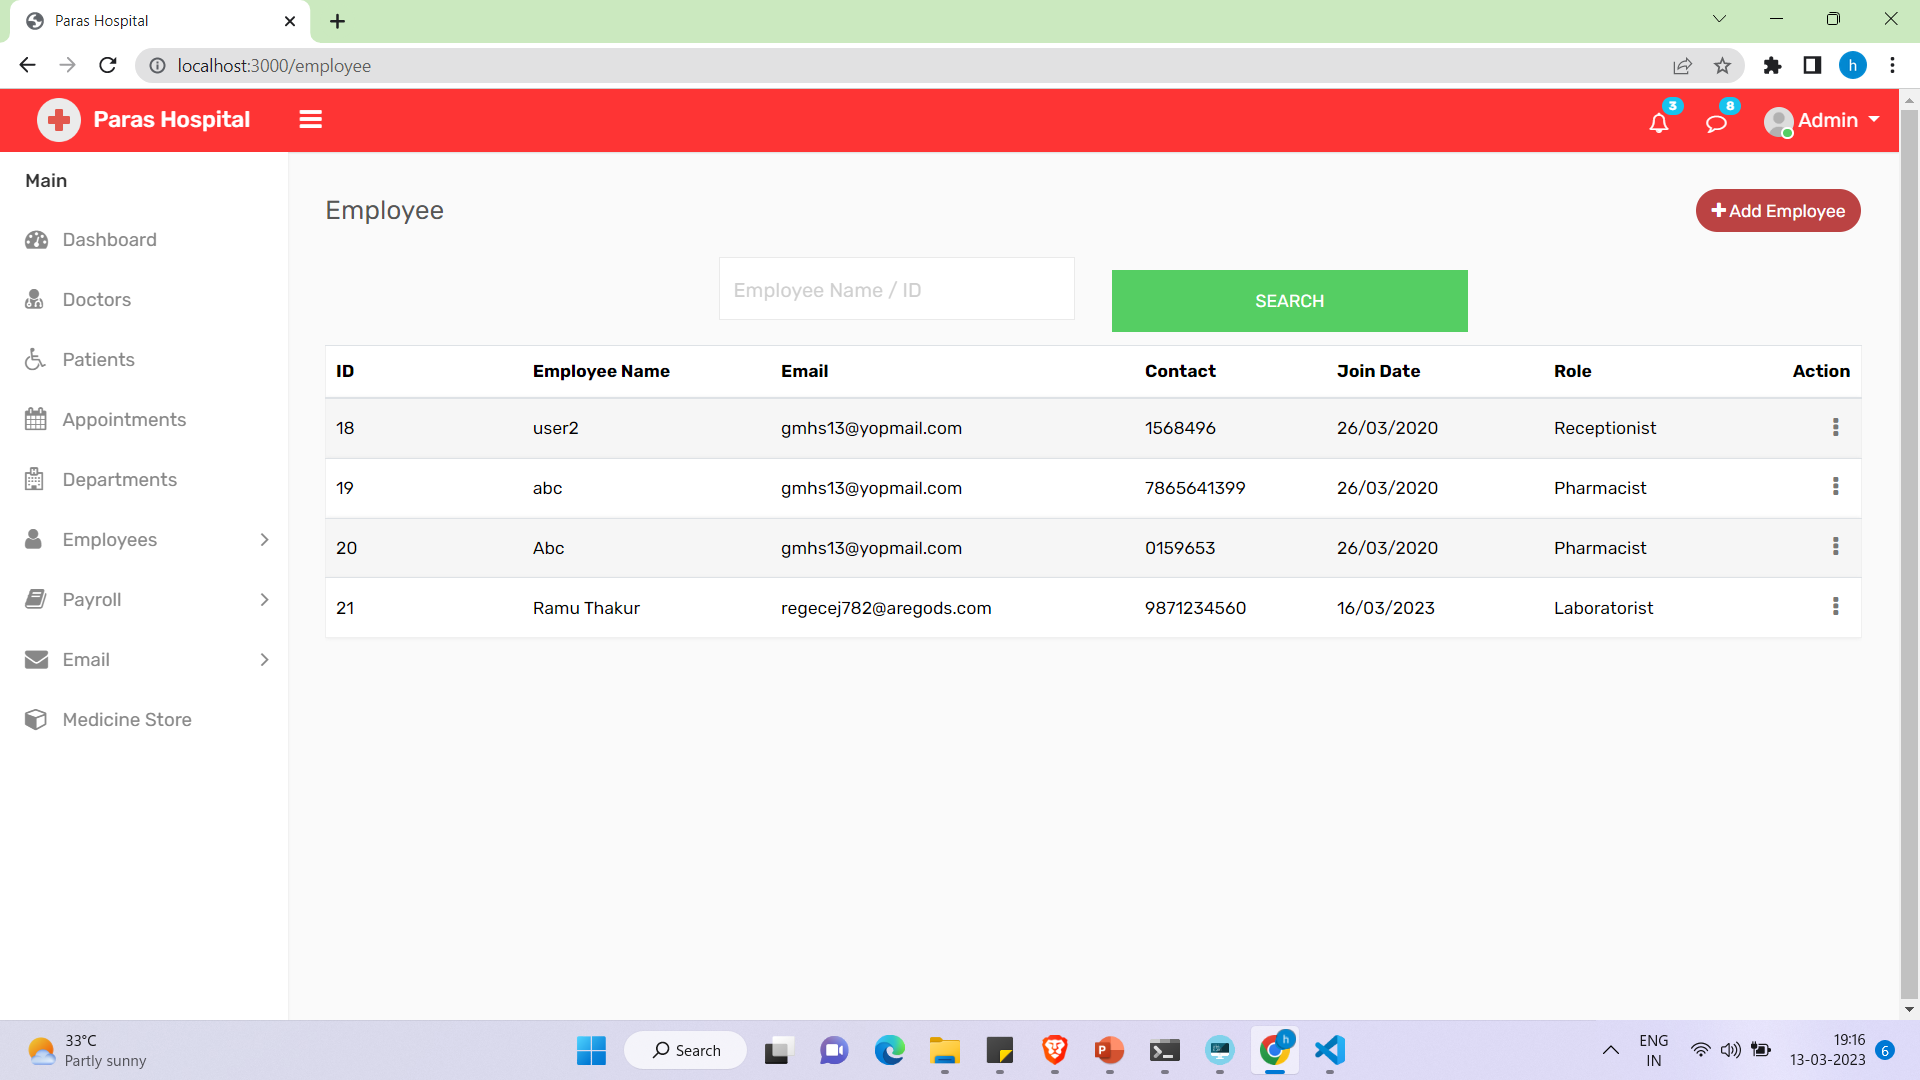 Paras Hospital
localhost:3000/employee
h
Paras Hospital
3
8
Admin
Main
Dashboard
Doctors
Patients
Appointments
Departments
Employees
Payroll
Email
Medicine Store
Employee
Add Employee
Employee Name / ID
SEARCH
ID Employee Name Email Contact Join Date Role Action
18 user2 gmhs13@yopmail.com 1568496 26/03/2020 Receptionist
19 abc gmhs13@yopmail.com 7865641399 26/03/2020 Pharmacist
20 Abc gmhs13@yopmail.com 0159653 26/03/2020 Pharmacist
21 Ramu Thakur regecej782@aregods.com 9871234560 16/03/2023 Laboratorist
33°C
Partly sunny
Search
h
ENG
IN
19:16
13-03-2023
6